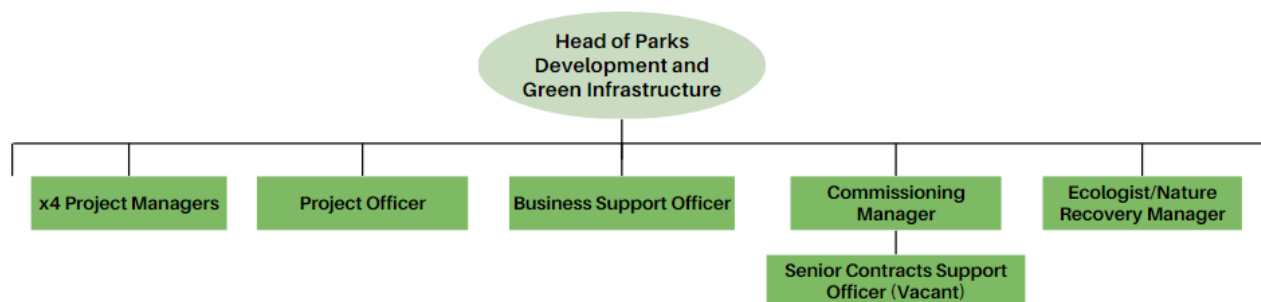 Head of Parks
Development and
Green Infrastructure
x4 Project Managers
Project Officer
Business Support Officer
Commissioning
Manager
Ecologist/Nature
Recovery Manager
Senior Contracts Support
Officer (Vacant)